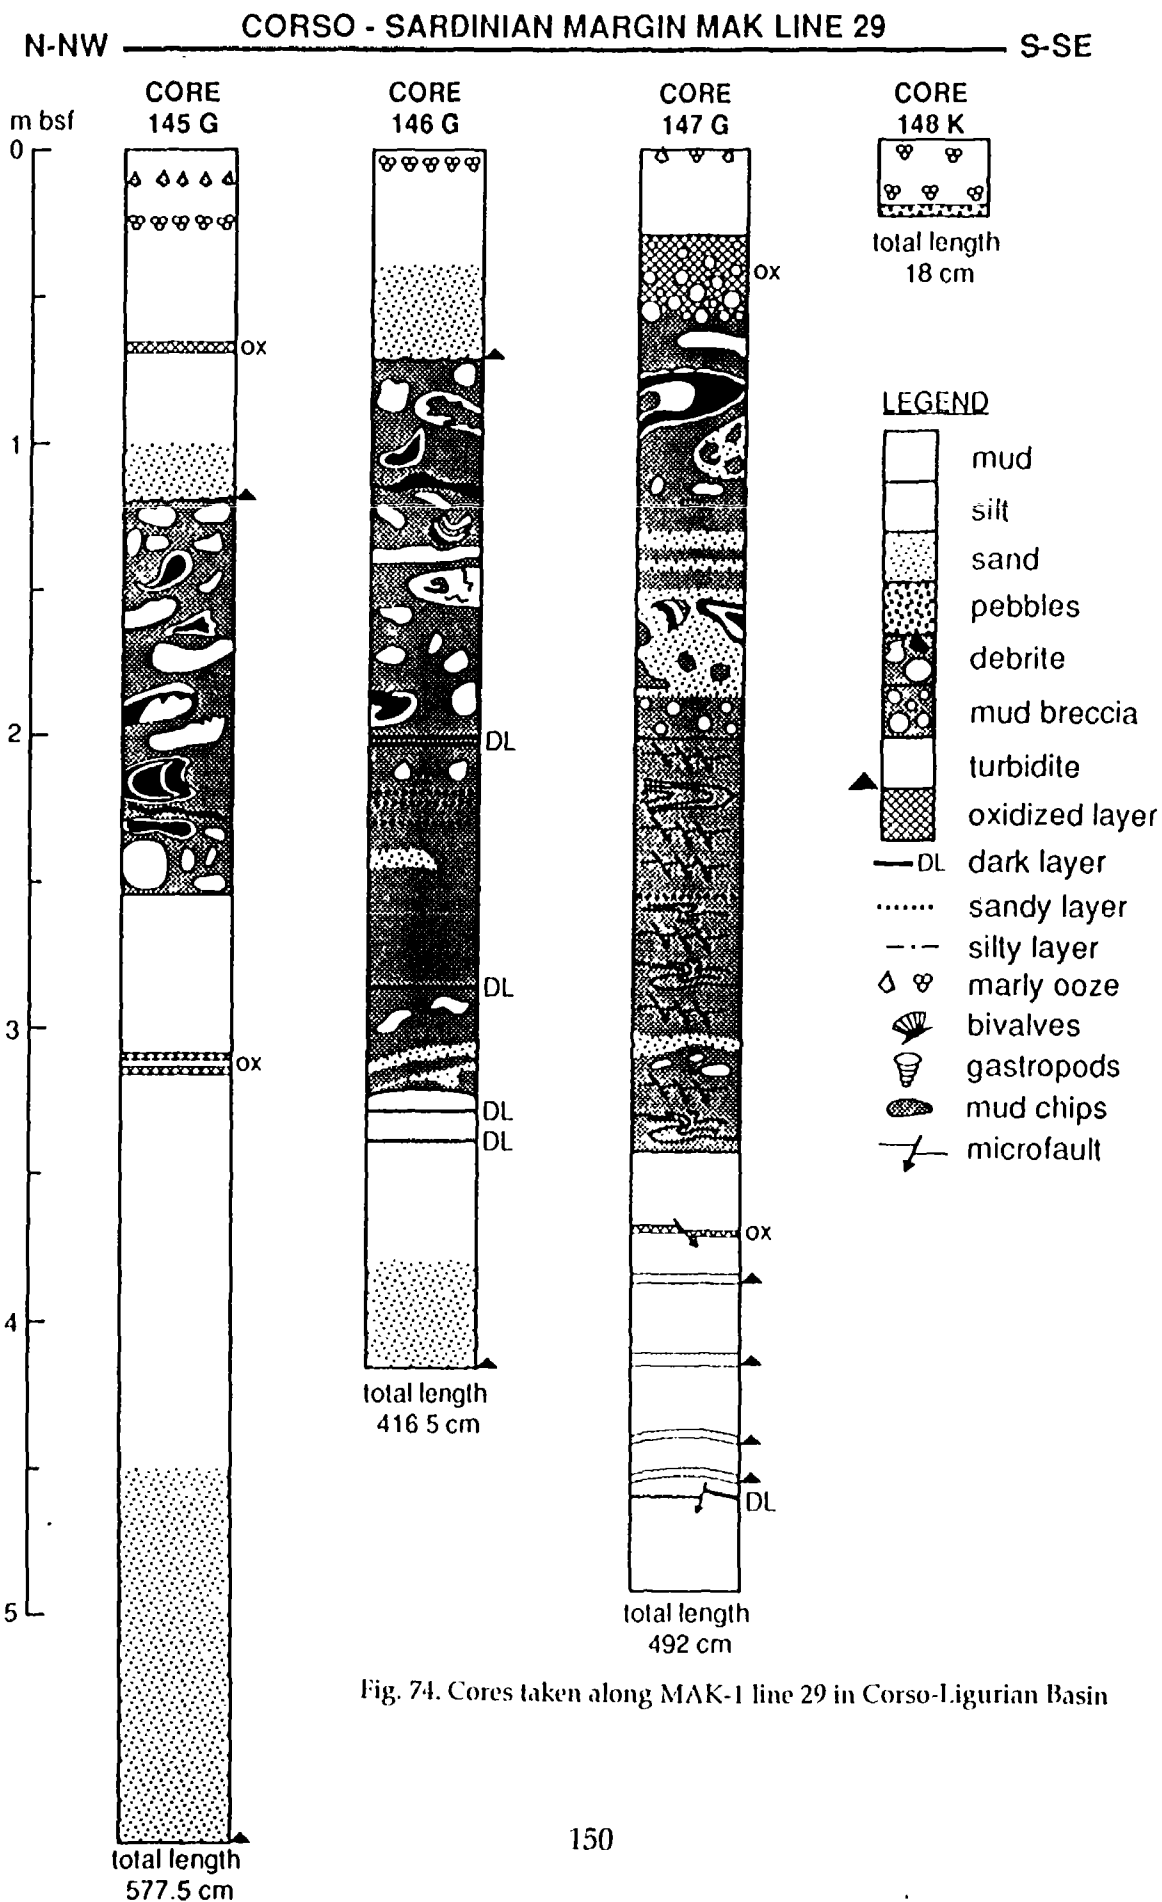 CORSO - SARDINIAN MARGIN MAK LINE 29
N-NW S-SE
CORE
145 G
CORE
146 G
CORE
147 G
CORE
148 K
m bsf
0
1
2
3
4
5
ox
ox
total length
577.5 cm
DL
DL
DL
DL
total length
416 5 cm
ox
ox
DL
total length
492 cm
total length
18 cm
LEGEND
mud
silt
sand
pebbles
debrite
mud breccia
turbidite
oxidized layer
DL dark layer
sandy layer
silty layer
marly ooze
bivalves
gastropods
mud chips
microfault
Fig. 74. Cores taken along MAK-1 line 29 in Corso-Ligurian Basin
150